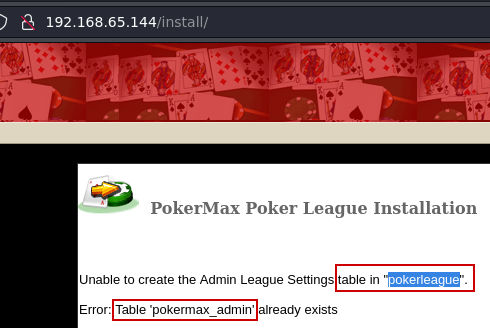 192.168.65.144/install/
PokerMax Poker League Installation
Unable to create the Admin League Settings table in "pokerleague".
Error: Table 'pokermax_admin' already exists